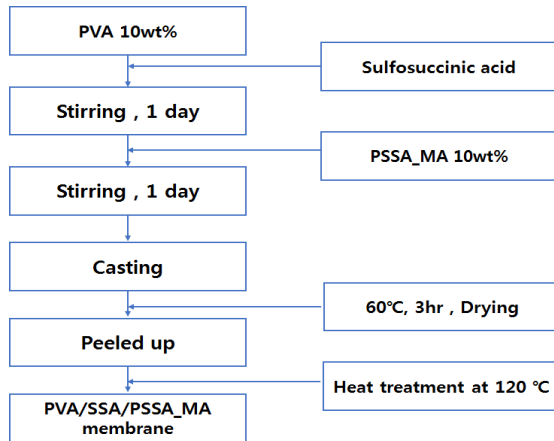 PVA 10wt%
Sulfosuccinic acid
Stirring , 1 day
PSSA_MA 10wt%
Stirring , 1 day
Casting
60℃, 3hr , Drying
Peeled up
Heat treatment at 120 ℃
PVA/SSA/PSSA_MA
membrane